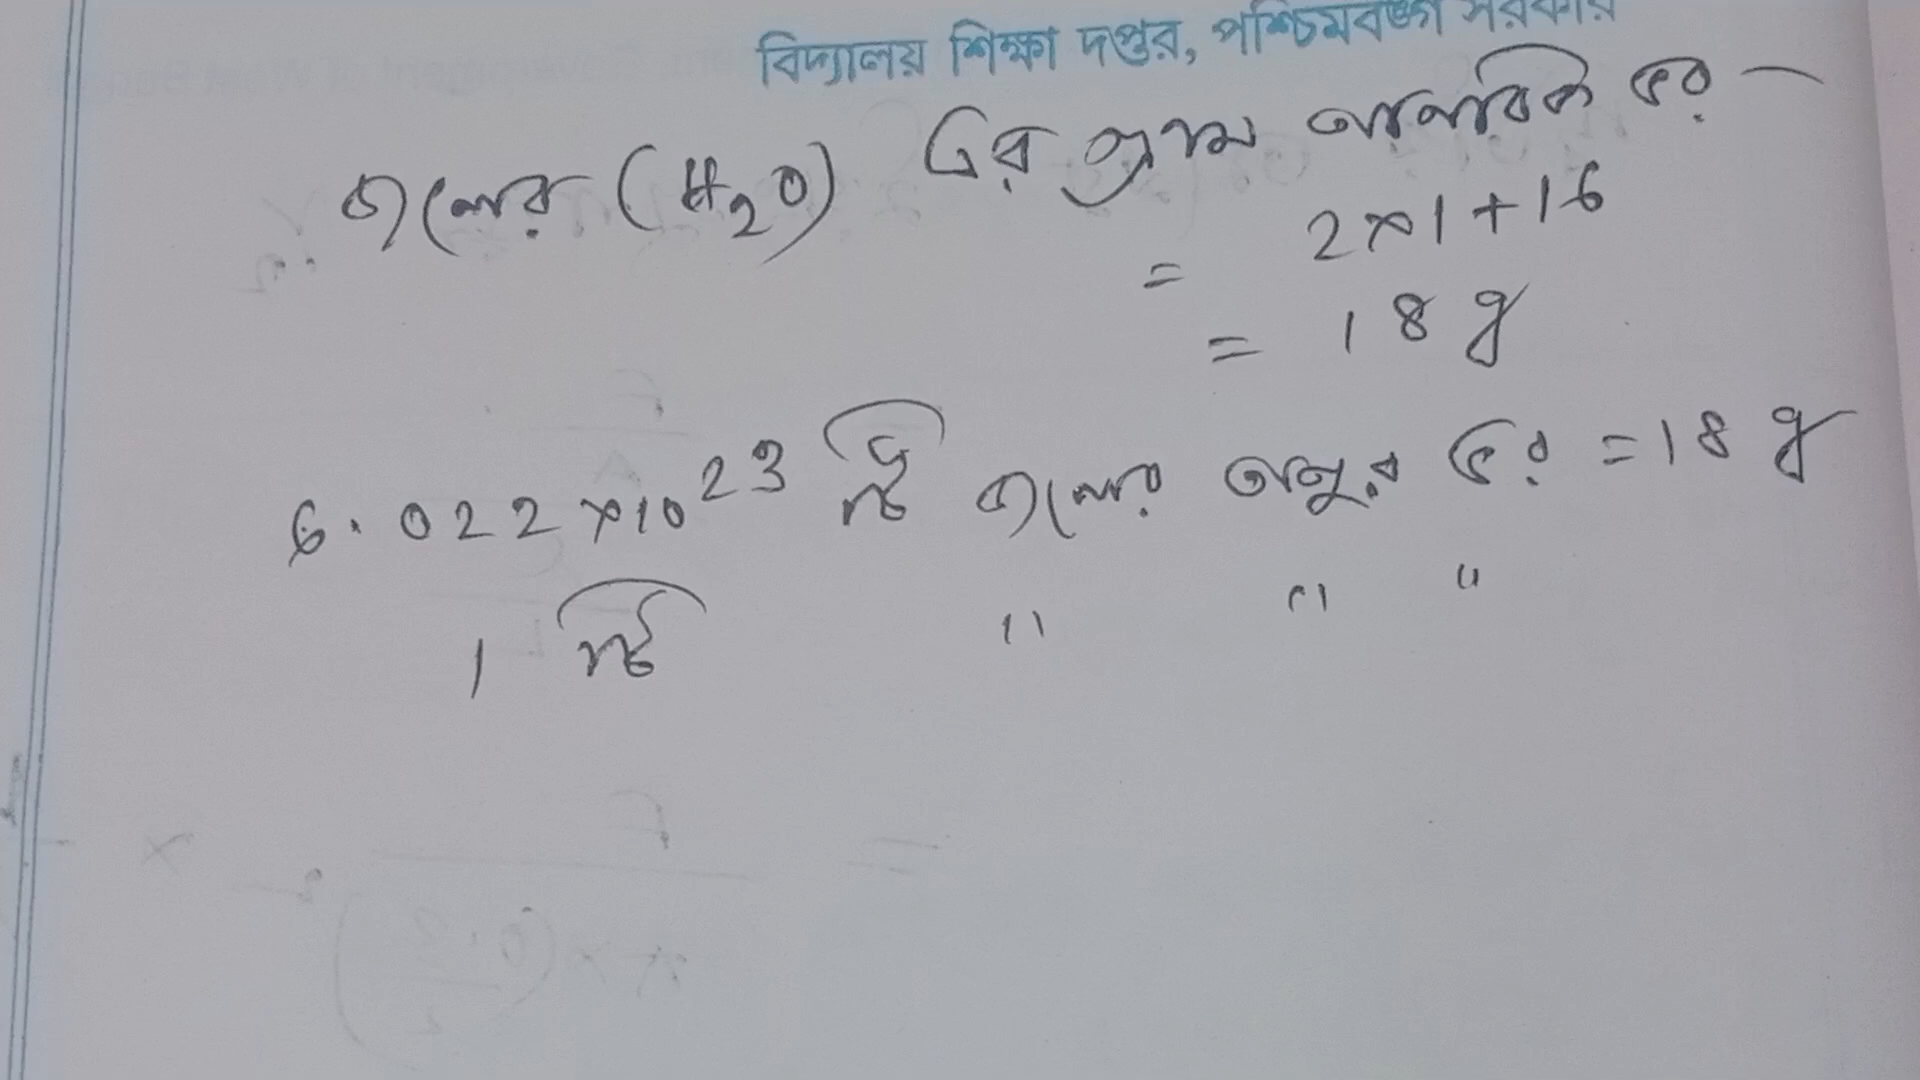 বিদ্যালয় শিক্ষা দপ্তর, পশ্চিমবঙ্গ সরকার
জলের (H₂O) এর গ্রাম আণবিক ভর –
= 2×1+16
= 18 g
6.022×10²³ টি জলের অনুর ভর = 18 g
1 টি " " "